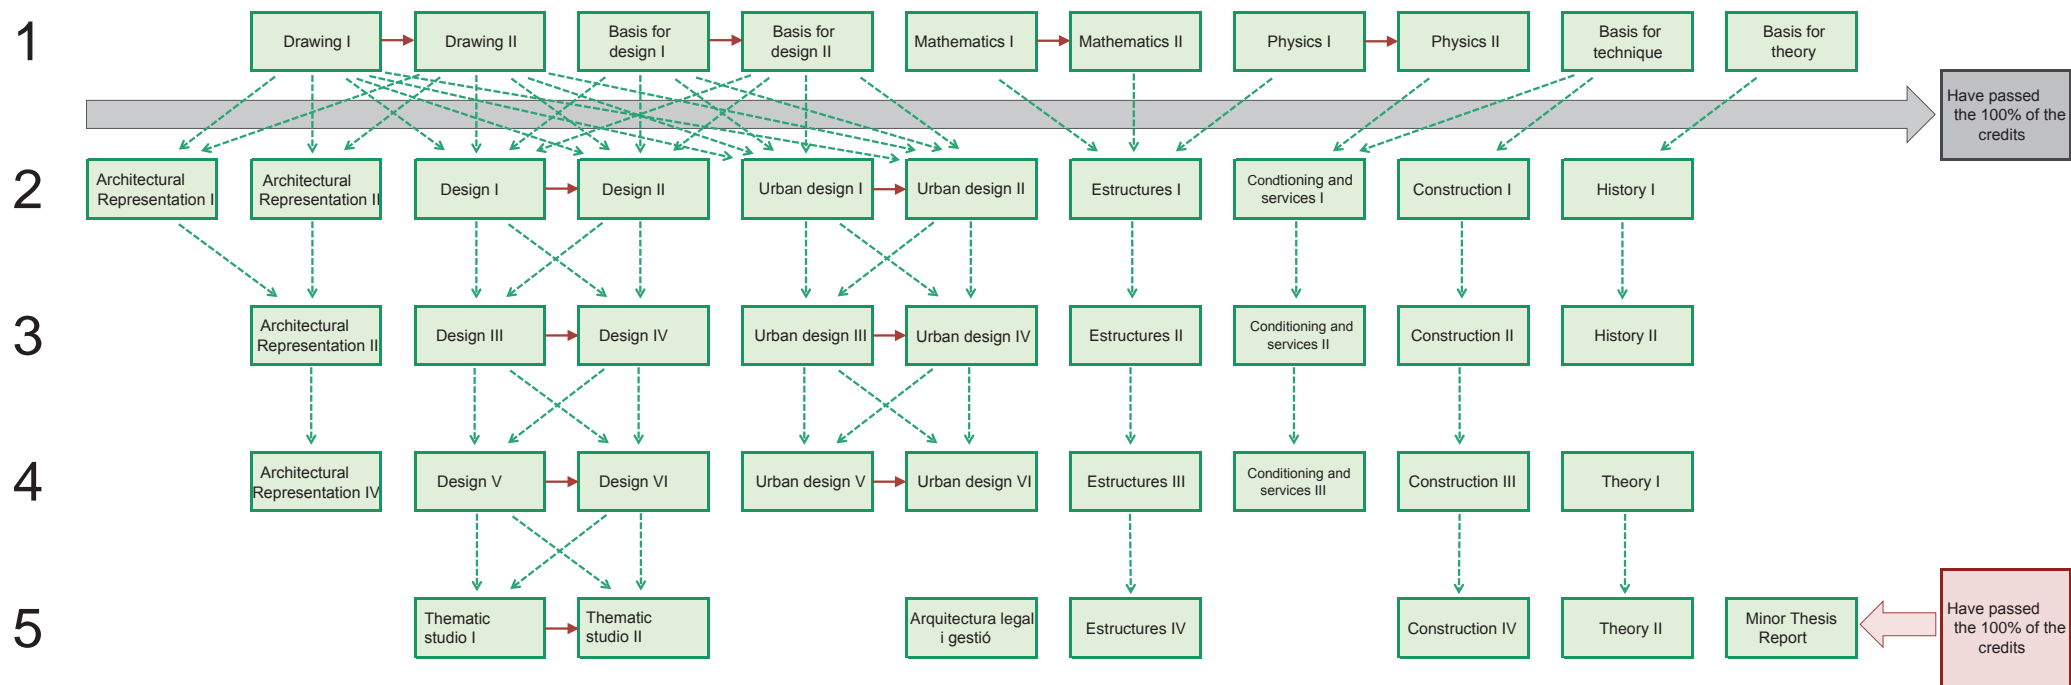 1
Drawing I
Drawing II
Basis for
design I
Basis for
design II
Mathematics I
Mathematics II
Physics I
Physics II
Basis for
technique
Basis for
theory
Have passed
the 100% of the
credits
2
Architectural
Representation I
Architectural
Representation II
Design I
Design II
Urban design I
Urban design II
Estructures I
Condtioning and
services I
Construction I
History I
3
Architectural
Representation II
Design III
Design IV
Urban design III
Urban design IV
Estructures II
Conditioning and
services II
Construction II
History II
4
Architectural
Representation IV
Design V
Design VI
Urban design V
Urban design VI
Estructures III
Conditioning and
services III
Construction III
Theory I
5
Thematic
studio I
Thematic
studio II
Arquitectura legal
i gestió
Estructures IV
Construction IV
Theory II
Minor Thesis
Report
Have passed
the 100% of the
credits